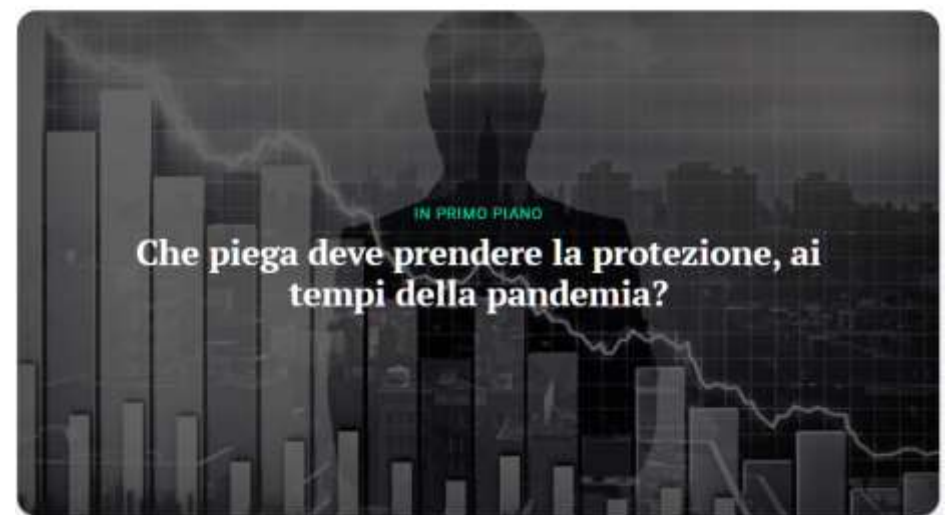 IN PRIMO PIANO
Che piega deve prendere la protezione, ai
tempi della pandemia?